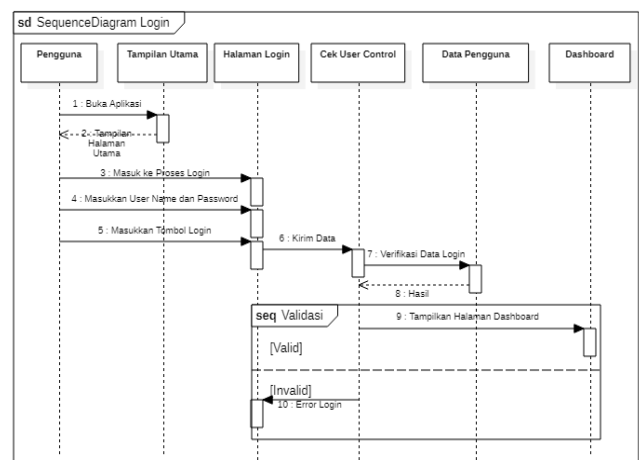 sd SequenceDiagram Login
Pengguna
Tampilan Utama
Halaman Login
Cek User Control
Data Pengguna
Dashboard
1 : Buka Aplikasi
2 : Tampilan
Halaman
Utama
3 : Masuk ke Proses Login
4 : Masukkan User Name dan Password
5 : Masukkan Tombol Login
6 : Kirim Data
7 : Verifikasi Data Login
8 : Hasil
seq Validasi
9 : Tampilkan Halaman Dashboard
[Valid]
[Invalid]
10 : Error Login